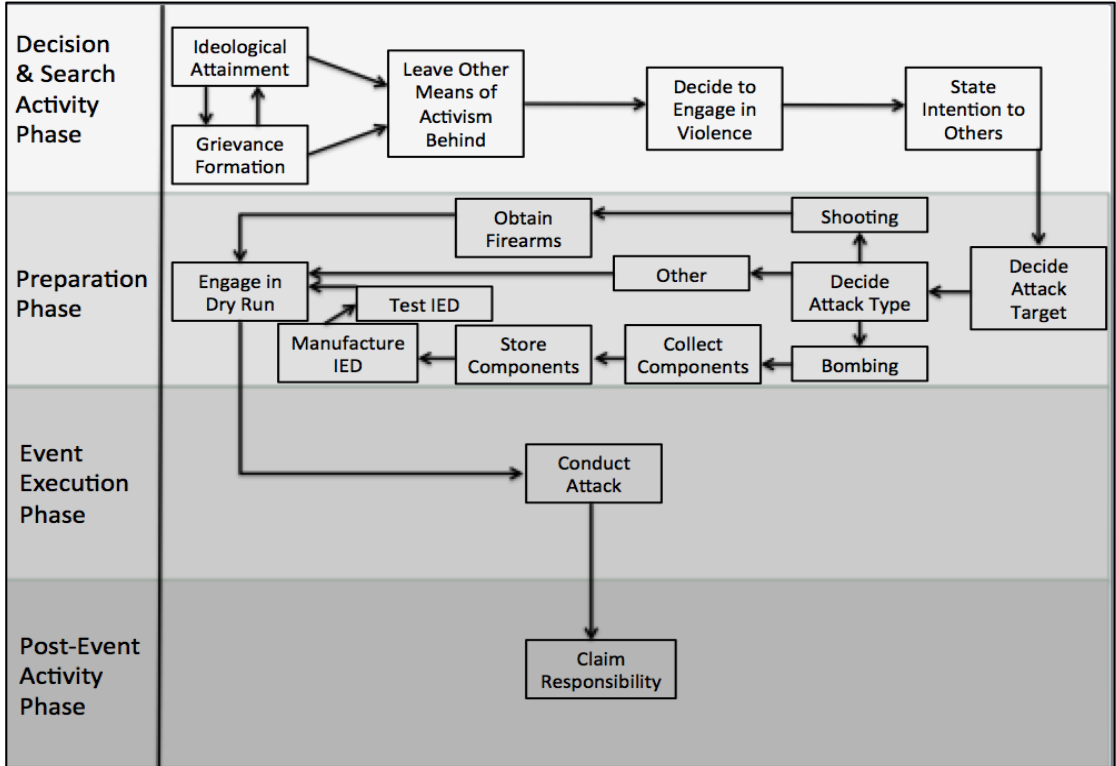 Decision
& Search
Activity
Phase
Ideological
Attainment
Grievance
Formation
Leave Other
Means of
Activism
Behind
Decide to
Engage in
Violence
State
Intention to
Others
Preparation
Phase
Engage in
Dry Run
Obtain
Firearms
Shooting
Other
Decide
Attack Type
Decide
Attack
Target
Test IED
Manufacture
IED
Store
Components
Collect
Components
Bombing
Event
Execution
Phase
Conduct
Attack
Post-Event
Activity
Phase
Claim
Responsibility